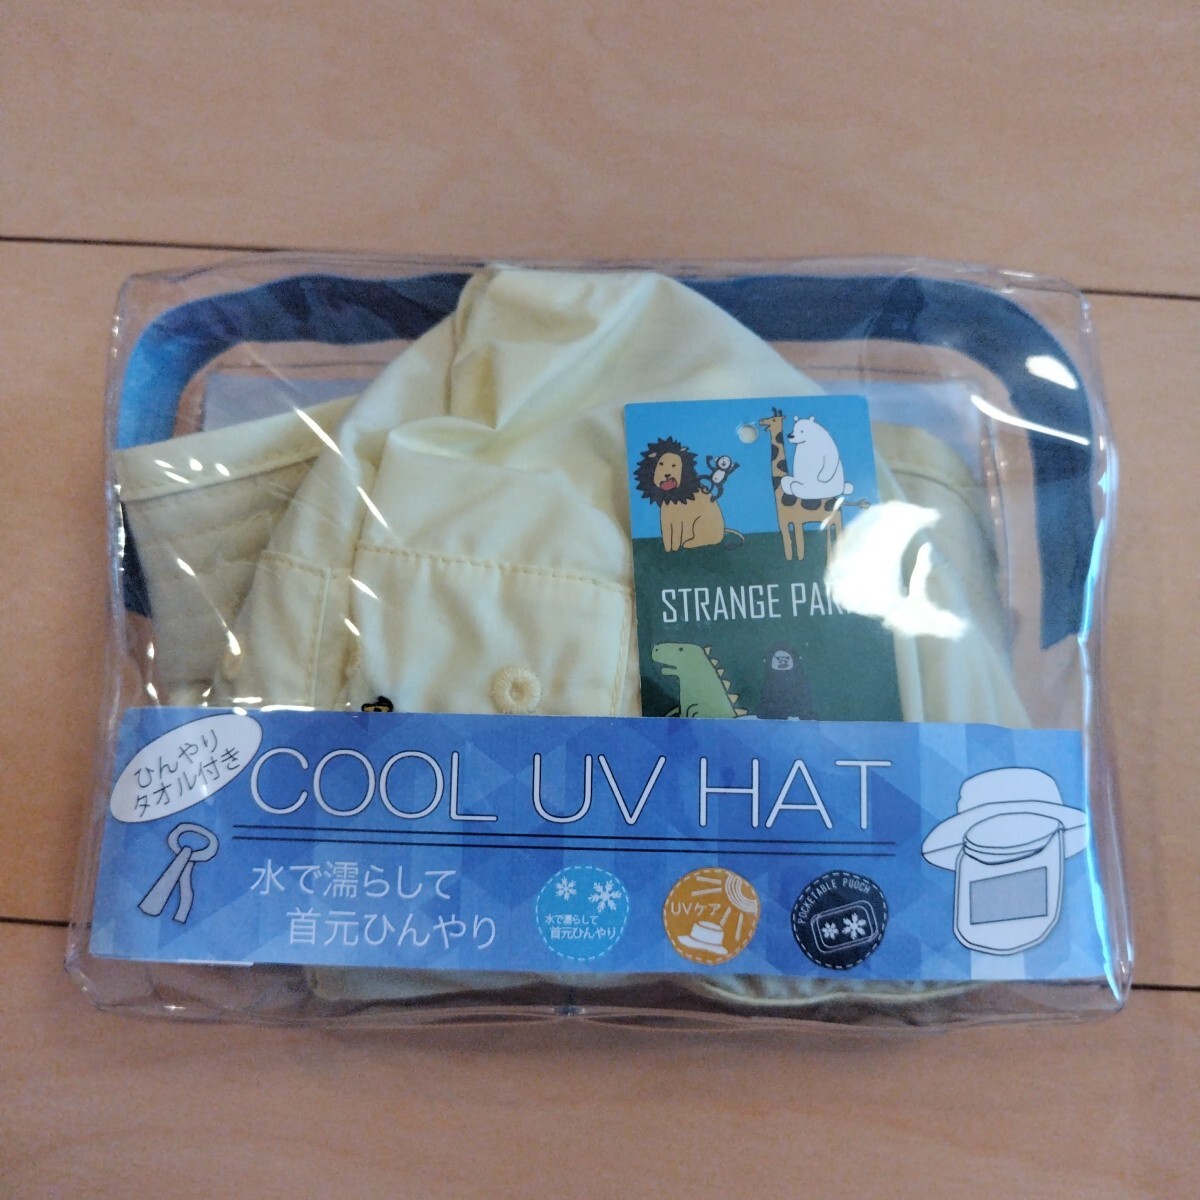 STRANGE
ひんやり
タオル付き
COOL UV HAT
水で濡らして
首元ひんやり
水で濡らして
首元ひんやり
UVケア
POCKETABLE PUOCH